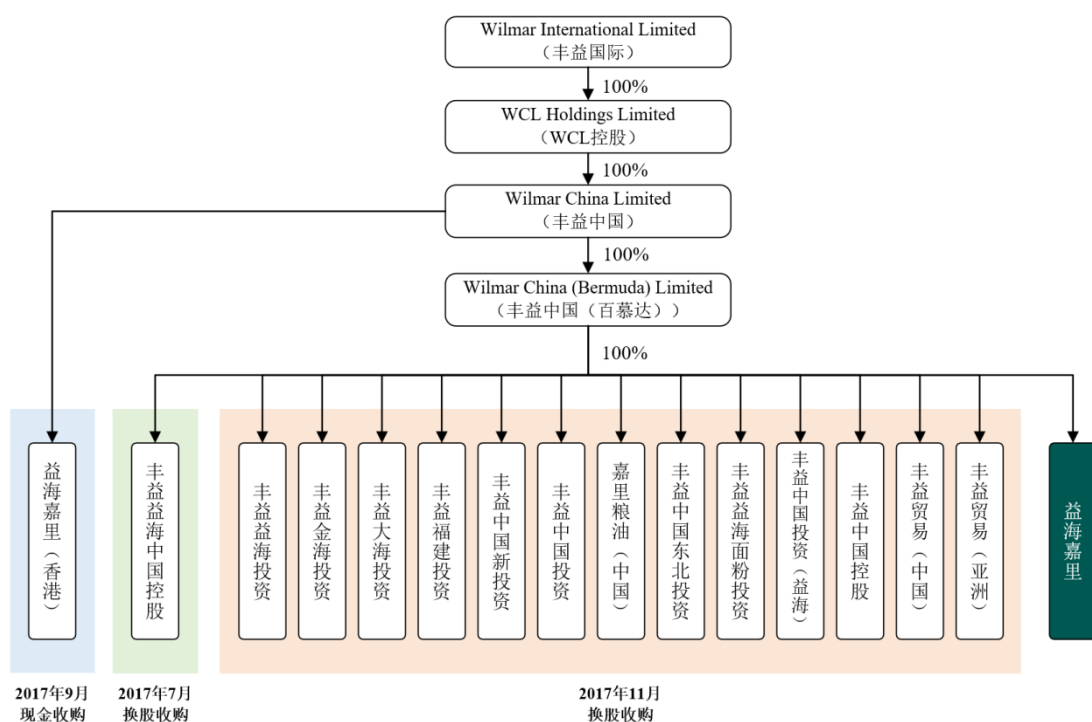 Wilmar International Limited
（丰益国际）
100%
WCL Holdings Limited
（WCL控股）
100%
Wilmar China Limited
（丰益中国）
100%
Wilmar China (Bermuda) Limited
（丰益中国（百慕达））
100%
益海嘉里（香港）
丰益益海中国控股
丰益益海投资
丰益金海投资
丰益大海投资
丰益福建投资
丰益中国新投资
丰益中国投资
嘉里粮油（中国）
丰益中国东北投资
丰益益海面粉投资
丰益中国投资（益海）
丰益中国控股
丰益贸易（中国）
丰益贸易（亚洲）
益海嘉里
2017年9月
现金收购
2017年7月
换股收购
2017年11月
换股收购